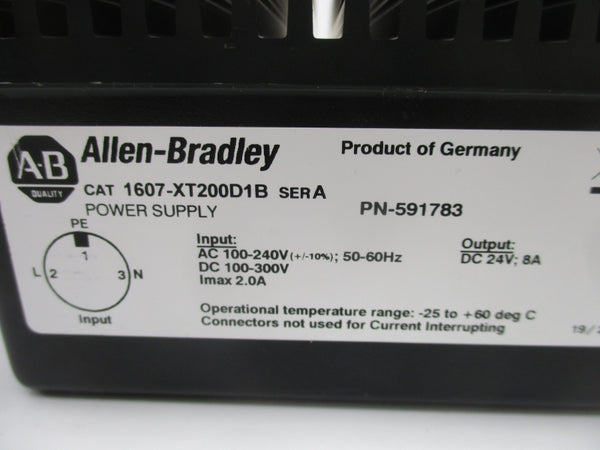 A-B
QUALITY
Allen-Bradley
Product of Germany
CAT 1607-XT200D1B SER A
POWER SUPPLY
PN-591783
PE
1
L 2 3 N
Input
Input:
AC 100-240V (+/-10%); 50-60Hz
DC 100-300V
Imax 2.0A
Output:
DC 24V; 8A
Operational temperature range: -25 to +60 deg C
Connectors not used for Current Interrupting